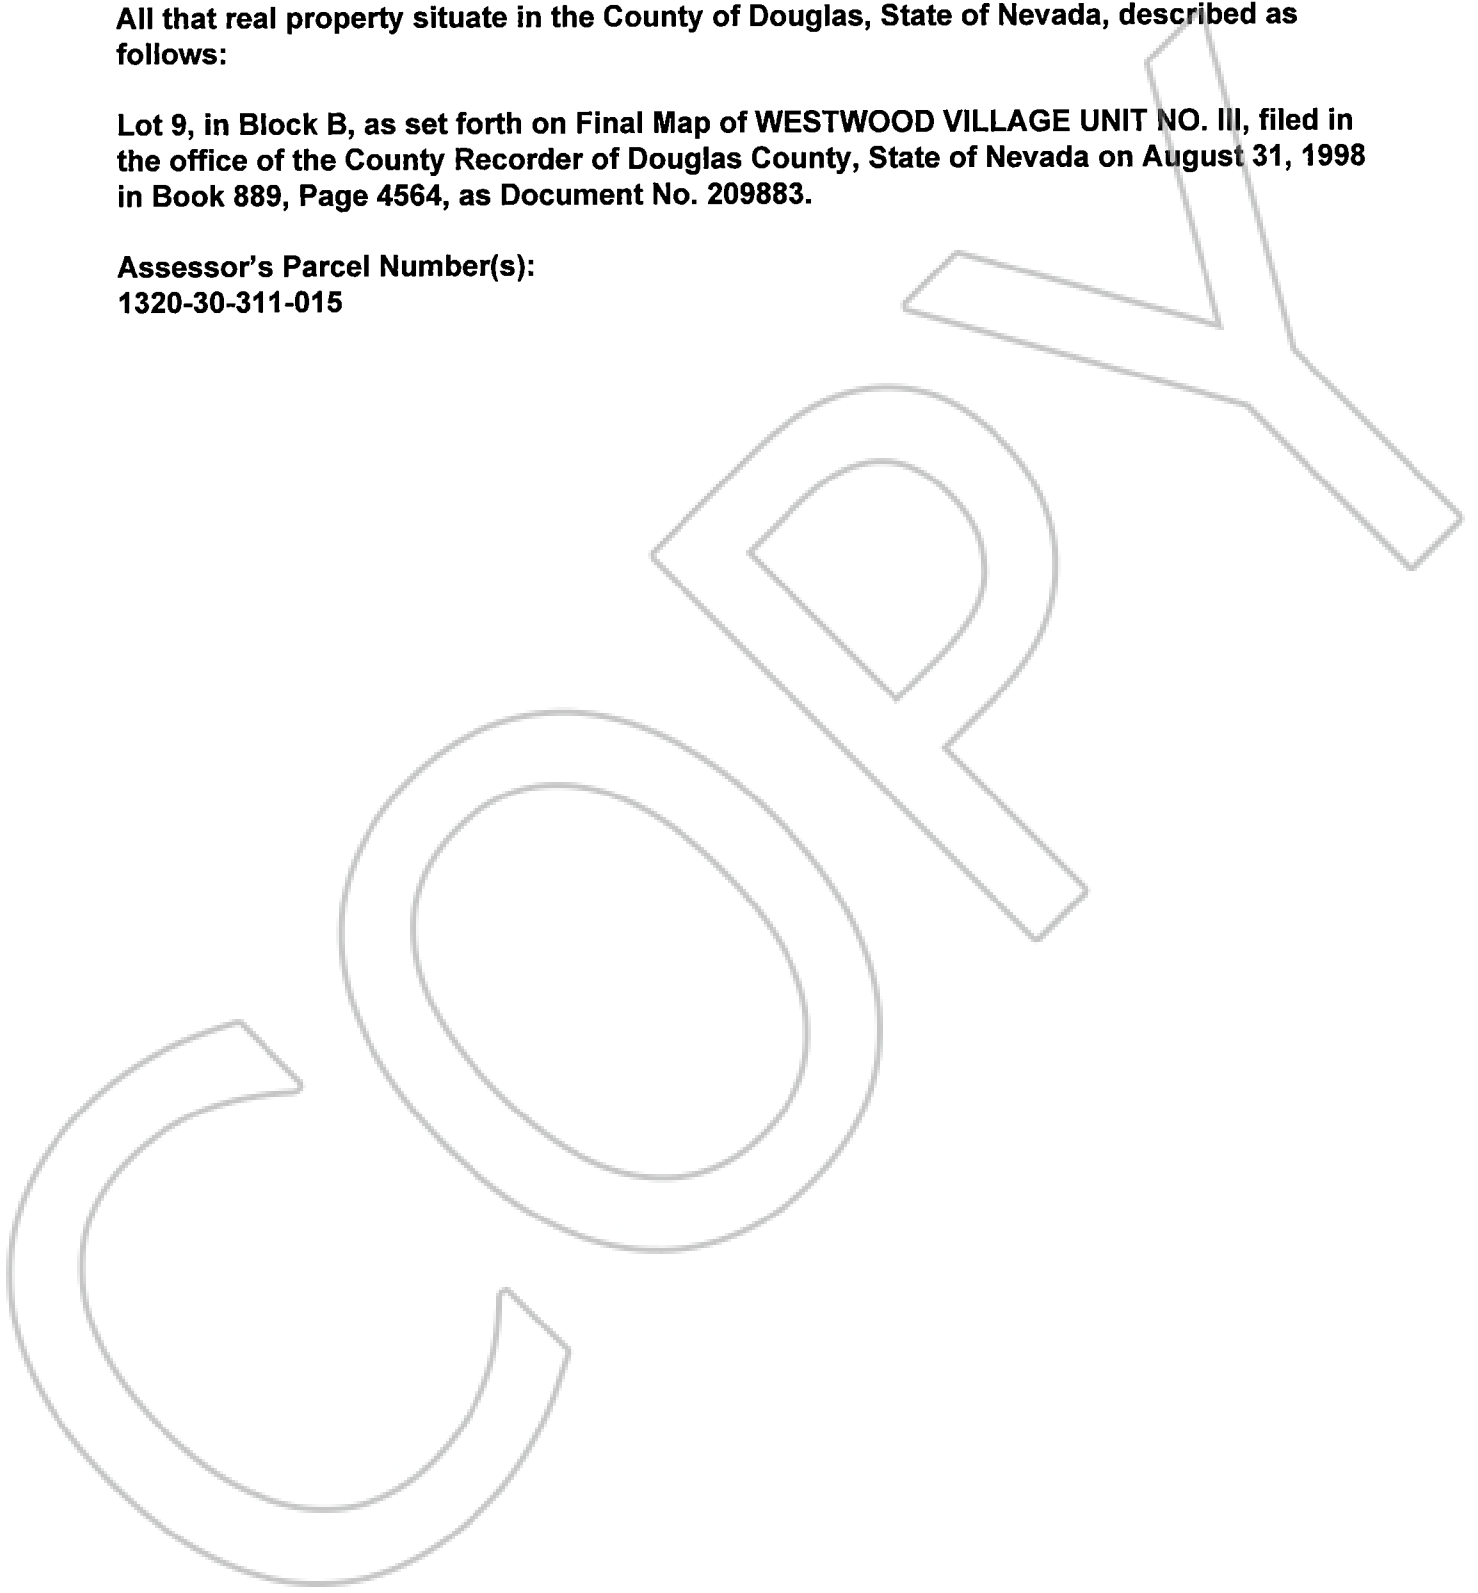 All that real property situate in the County of Douglas, State of Nevada, described as
follows:
Lot 9, in Block B, as set forth on Final Map of WESTWOOD VILLAGE UNIT NO. III, filed in
the office of the County Recorder of Douglas County, State of Nevada on August 31, 1998
in Book 889, Page 4564, as Document No. 209883.
Assessor's Parcel Number(s):
1320-30-311-015
COPY